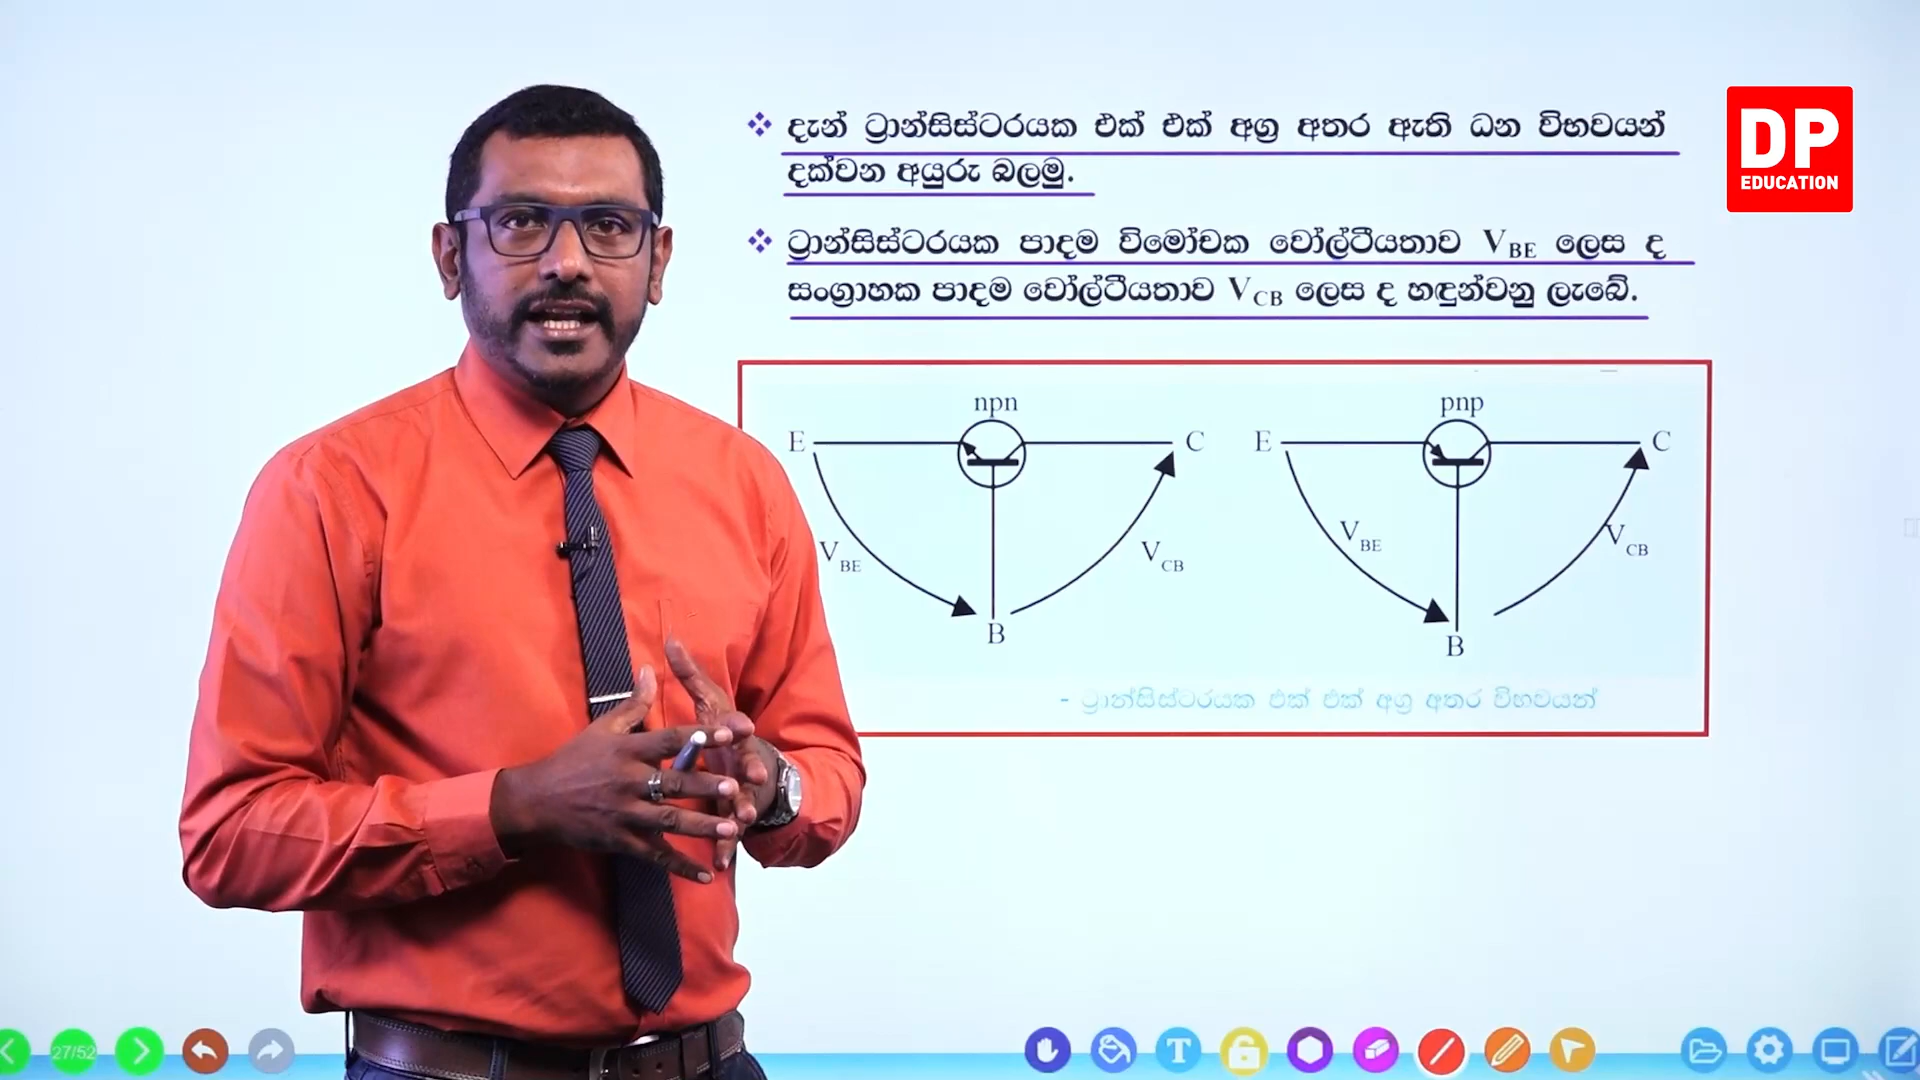 ❖ දැන් ට්‍රාන්සිස්ටරයක එක් එක් අග්‍ර අතර ඇති ධන විභවයන්
දක්වන අයුරු බලමු.
❖ ට්‍රාන්සිස්ටරයක පාදම විමෝචක වෝල්ටීයතාව VBE ලෙස ද
සංග්‍රාහක පාදම වෝල්ටීයතාව VCB ලෙස ද හඳුන්වනු ලැබේ.
DP
EDUCATION
npn
E
C
VBE
VCB
B
pnp
E
C
VBE
VCB
B
- ට්‍රාන්සිස්ටරයක එක් එක් අග්‍ර අතර විභවයන්
27/52
T